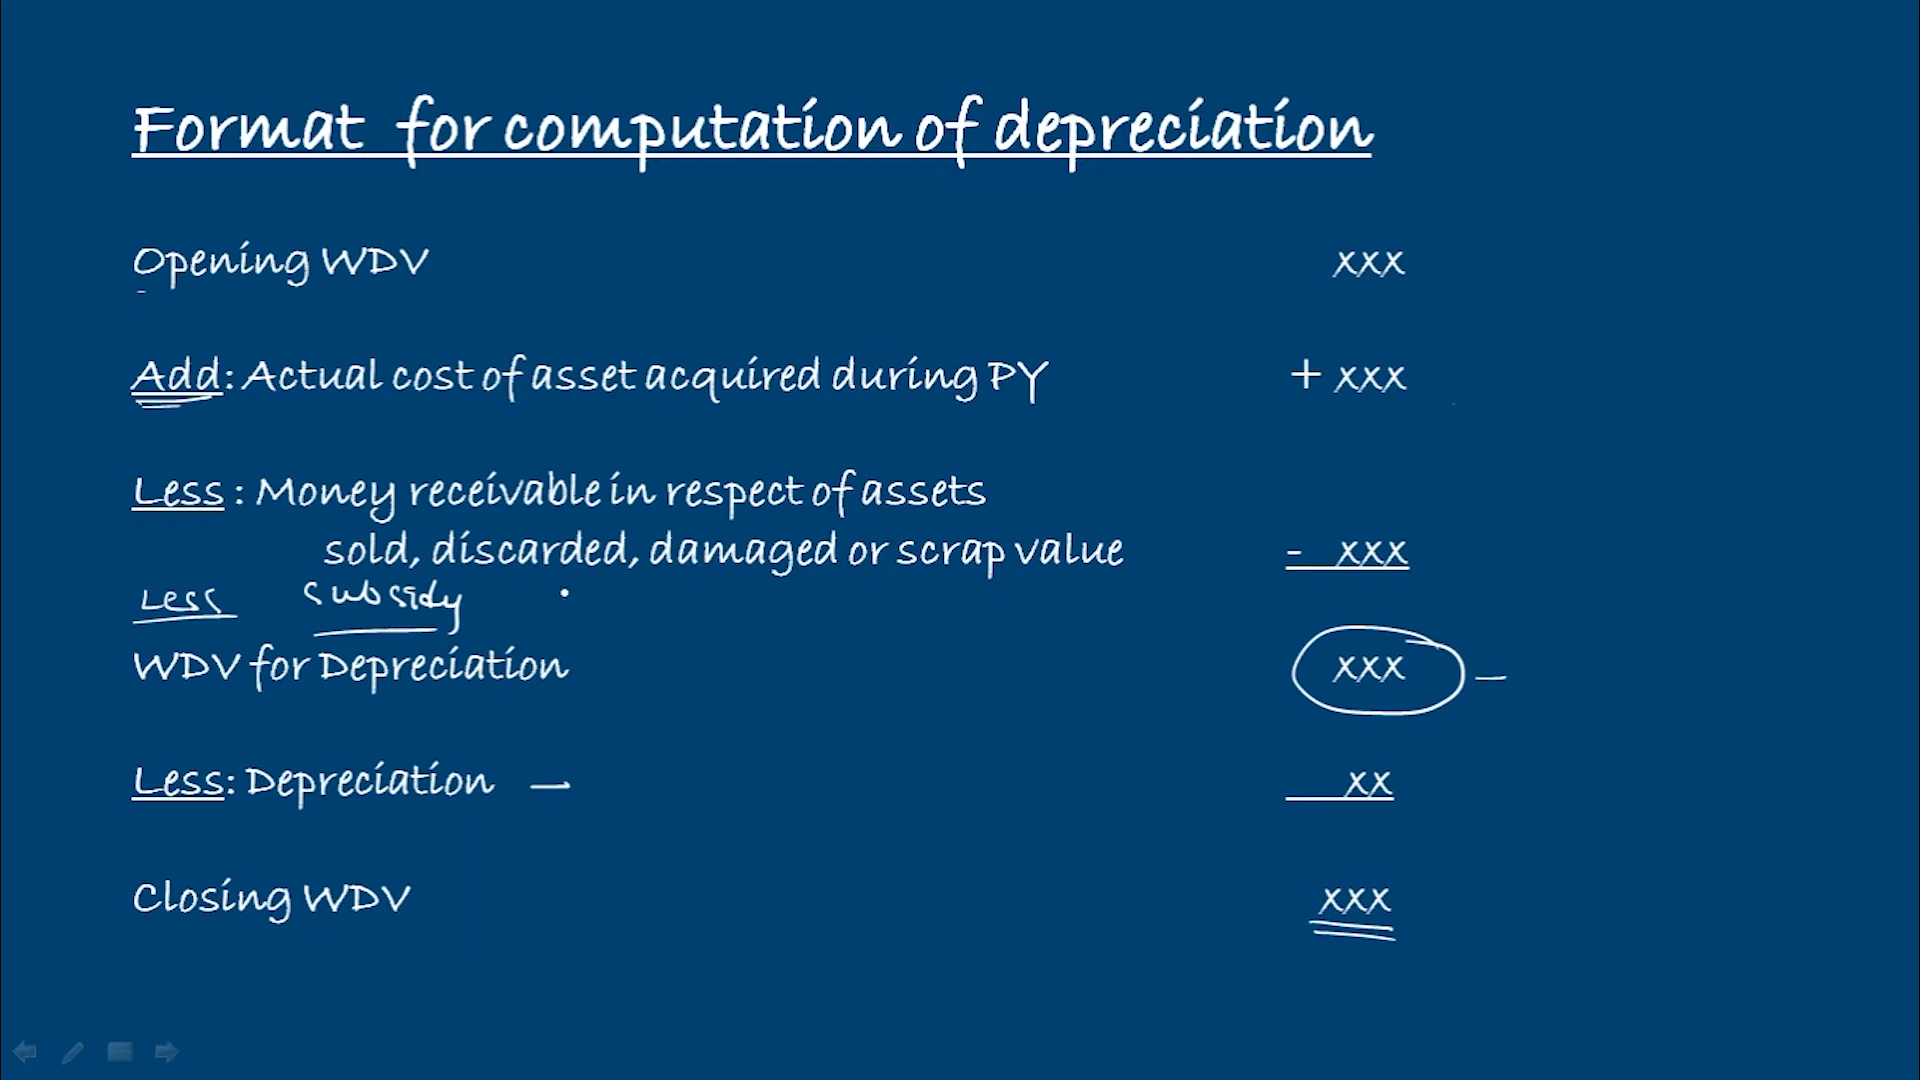 Format for computation of depreciation
Opening WDV xxx
Add: Actual cost of asset acquired during PY + xxx
Less : Money receivable in respect of assets
sold, discarded, damaged or scrap value - xxx
Less subsidy
WDV for Depreciation xxx
Less: Depreciation xx
Closing WDV xxx